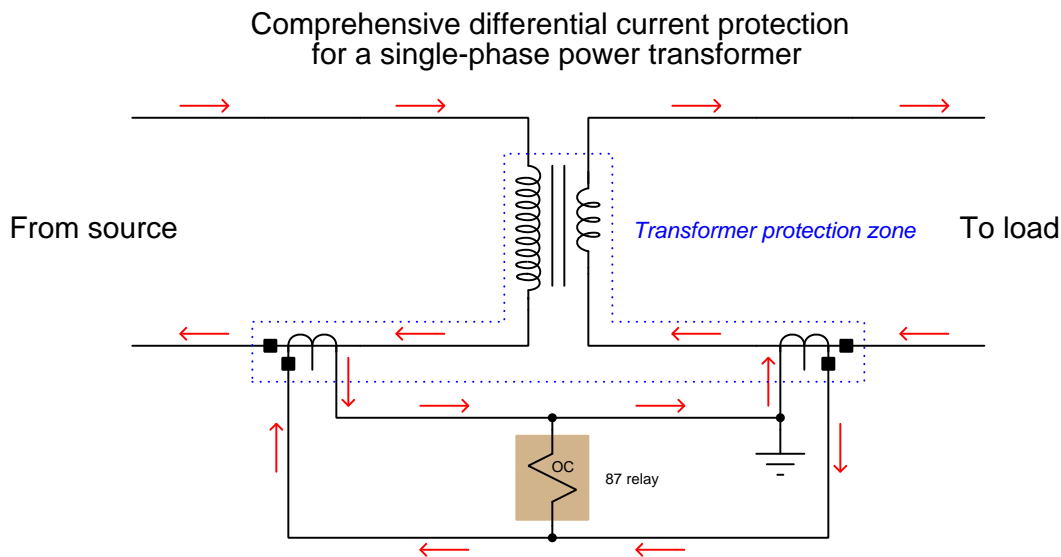 Comprehensive differential current protection
for a single-phase power transformer
From source
Transformer protection zone
To load
OC
87 relay